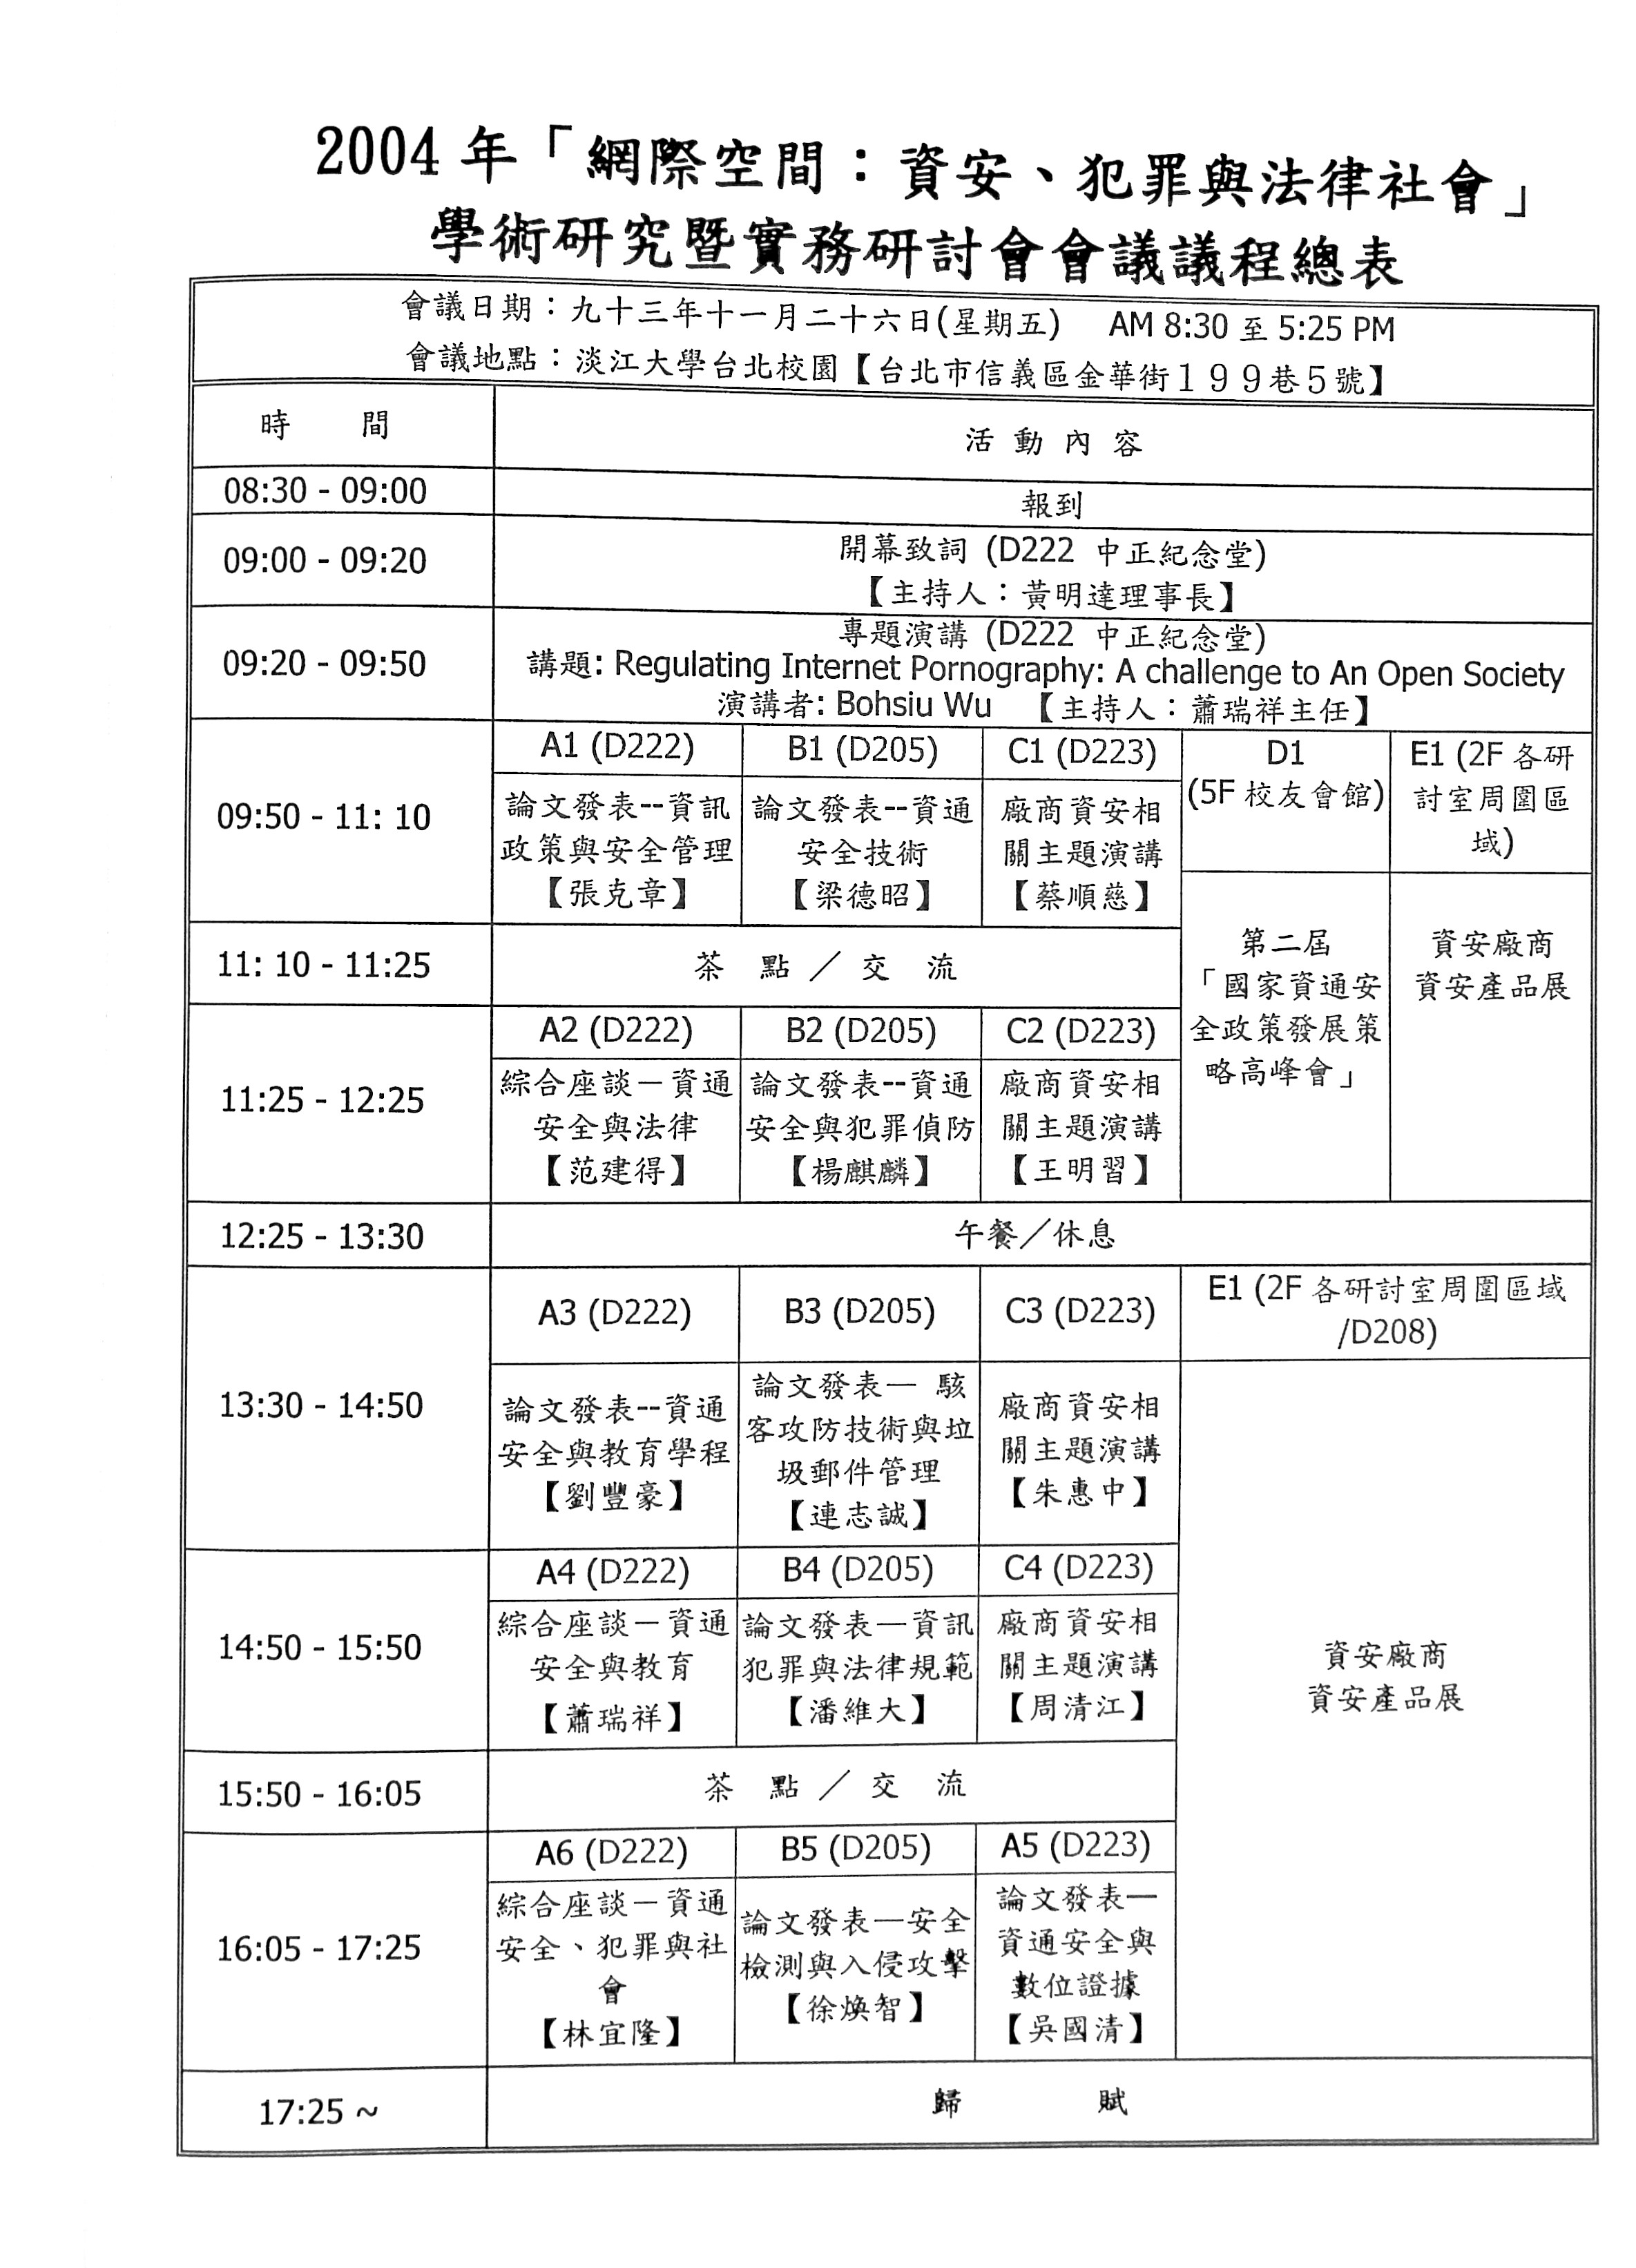 2004 年「網際空間：資安、犯罪與法律社會」
學術研究暨實務研討會會議議程總表
會議日期：九十三年十一月二十六日(星期五)　AM 8:30 至 5:25 PM
會議地點：淡江大學台北校園【台北市信義區金華街１９９巷５號】
時　間
活 動 內 容
08:30 - 09:00
報到
09:00 - 09:20
開幕致詞 (D222 中正紀念堂)
【主持人：黃明達理事長】
09:20 - 09:50
專題演講 (D222 中正紀念堂)
講題: Regulating Internet Pornography: A challenge to An Open Society
演講者: Bohsiu Wu　【主持人：蕭瑞祥主任】
09:50 - 11: 10
A1 (D222)
論文發表--資訊
政策與安全管理
【張克章】
B1 (D205)
論文發表--資通
安全技術
【梁德昭】
C1 (D223)
廠商資安相
關主題演講
【蔡順慈】
D1
(5F 校友會館)
第二屆
「國家資通安
全政策發展策
略高峰會」
E1 (2F 各研
討室周圍區
域)
資安廠商
資安產品展
11: 10 - 11:25
茶　點 ／ 交　流
11:25 - 12:25
A2 (D222)
綜合座談－資通
安全與法律
【范建得】
B2 (D205)
論文發表--資通
安全與犯罪偵防
【楊麒麟】
C2 (D223)
廠商資安相
關主題演講
【王明習】
12:25 - 13:30
午餐／休息
13:30 - 14:50
A3 (D222)
論文發表--資通
安全與教育學程
【劉豐豪】
B3 (D205)
論文發表— 駭
客攻防技術與垃
圾郵件管理
【連志誠】
C3 (D223)
廠商資安相
關主題演講
【朱惠中】
E1 (2F 各研討室周圍區域
/D208)
資安廠商
資安產品展
14:50 - 15:50
A4 (D222)
綜合座談－資通
安全與教育
【蕭瑞祥】
B4 (D205)
論文發表—資訊
犯罪與法律規範
【潘維大】
C4 (D223)
廠商資安相
關主題演講
【周清江】
15:50 - 16:05
茶　點 ／ 交　流
16:05 - 17:25
A6 (D222)
綜合座談－資通
安全、犯罪與社
會
【林宜隆】
B5 (D205)
論文發表—安全
檢測與入侵攻擊
【徐煥智】
A5 (D223)
論文發表—
資通安全與
數位證據
【吳國清】
17:25 ~
歸　賦